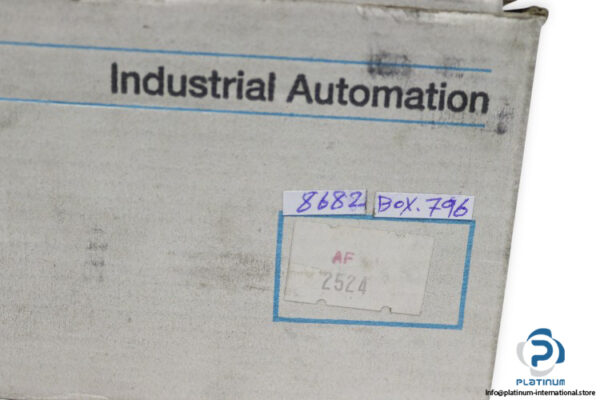 Industrial Automation
8682 BOX.796
AF
2524
PLATINUM
info@platinum-international.store